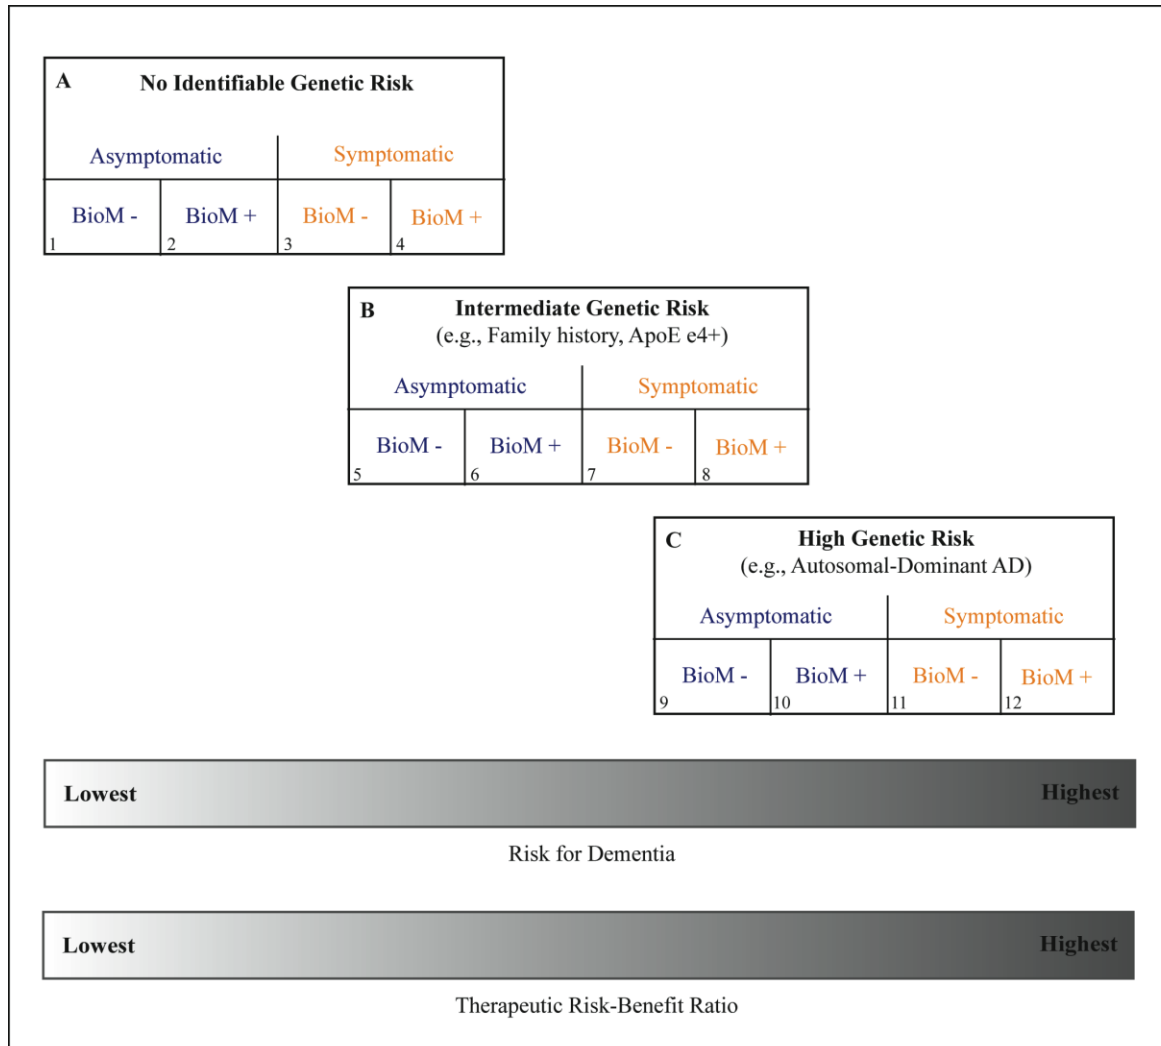 A No Identifiable Genetic Risk
Asymptomatic Symptomatic
BioM - BioM + BioM - BioM +
1 2 3 4
B Intermediate Genetic Risk
(e.g., Family history, ApoE e4+)
Asymptomatic Symptomatic
BioM - BioM + BioM - BioM +
5 6 7 8
C High Genetic Risk
(e.g., Autosomal-Dominant AD)
Asymptomatic Symptomatic
BioM - BioM + BioM - BioM +
9 10 11 12
Lowest Highest
Risk for Dementia
Lowest Highest
Therapeutic Risk-Benefit Ratio